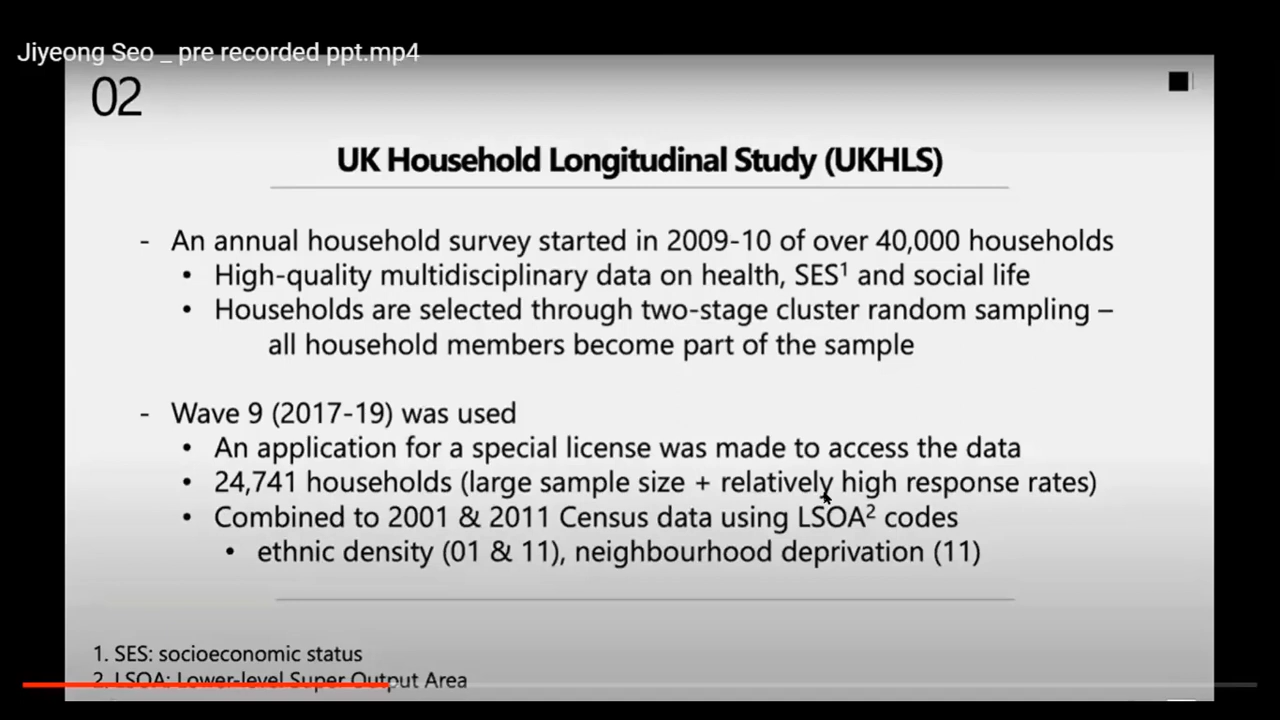 Jiyeong Seo _ pre recorded ppt.mp4
02
UK Household Longitudinal Study (UKHLS)
- An annual household survey started in 2009-10 of over 40,000 households
• High-quality multidisciplinary data on health, SES¹ and social life
• Households are selected through two-stage cluster random sampling –
all household members become part of the sample
- Wave 9 (2017-19) was used
• An application for a special license was made to access the data
• 24,741 households (large sample size + relatively high response rates)
• Combined to 2001 & 2011 Census data using LSOA² codes
• ethnic density (01 & 11), neighbourhood deprivation (11)
1. SES: socioeconomic status
2. LSOA: Lower-level Super Output Area